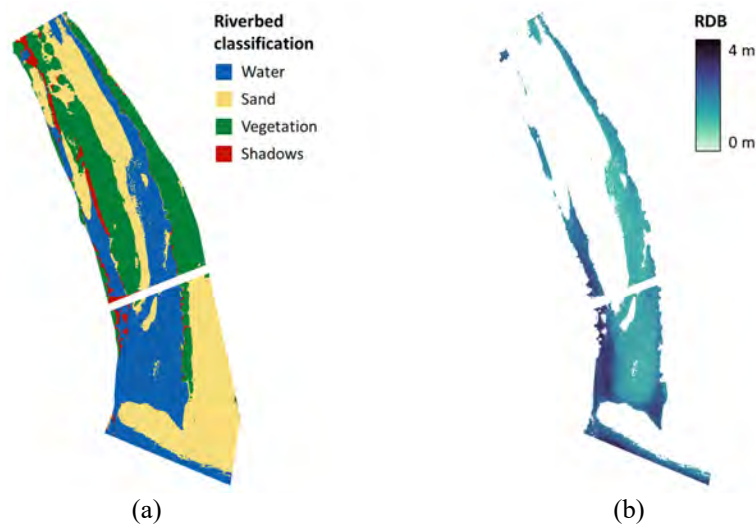 Riverbed
classification
Water
Sand
Vegetation
Shadows
RDB
4 m
0 m
(a)
(b)